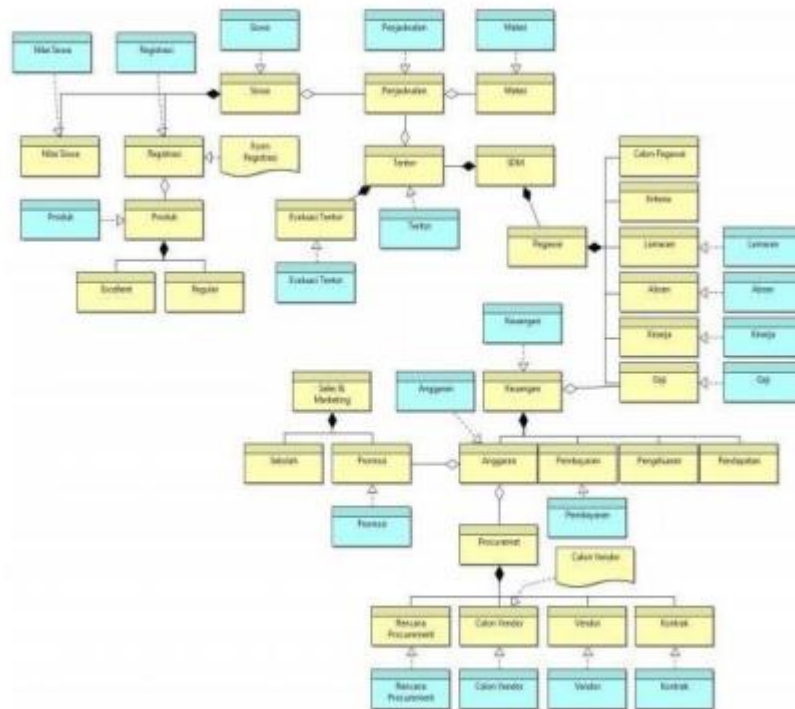 Siswa
Penjadwalan
Materi
Nilai Siswa
Registrasi
Siswa
Penjadwalan
Materi
Nilai Siswa
Registrasi
Form
Registrasi
Tentor
SDM
Calon Pegawai
Kriteria
Produk
Produk
Evaluasi Tentor
Tentor
Pegawai
Lamaran
Lamaran
Excellent
Regular
Evaluasi Tentor
Absen
Absen
Keuangan
Kinerja
Kinerja
Sales &
Marketing
Anggaran
Keuangan
Gaji
Gaji
Sekolah
Promosi
Anggaran
Pembayaran
Pengeluaran
Pendapatan
Promosi
Pembayaran
Procurement
Calon Vendor
Rencana
Procurement
Calon Vendor
Vendor
Kontrak
Rencana
Procurement
Calon Vendor
Vendor
Kontrak